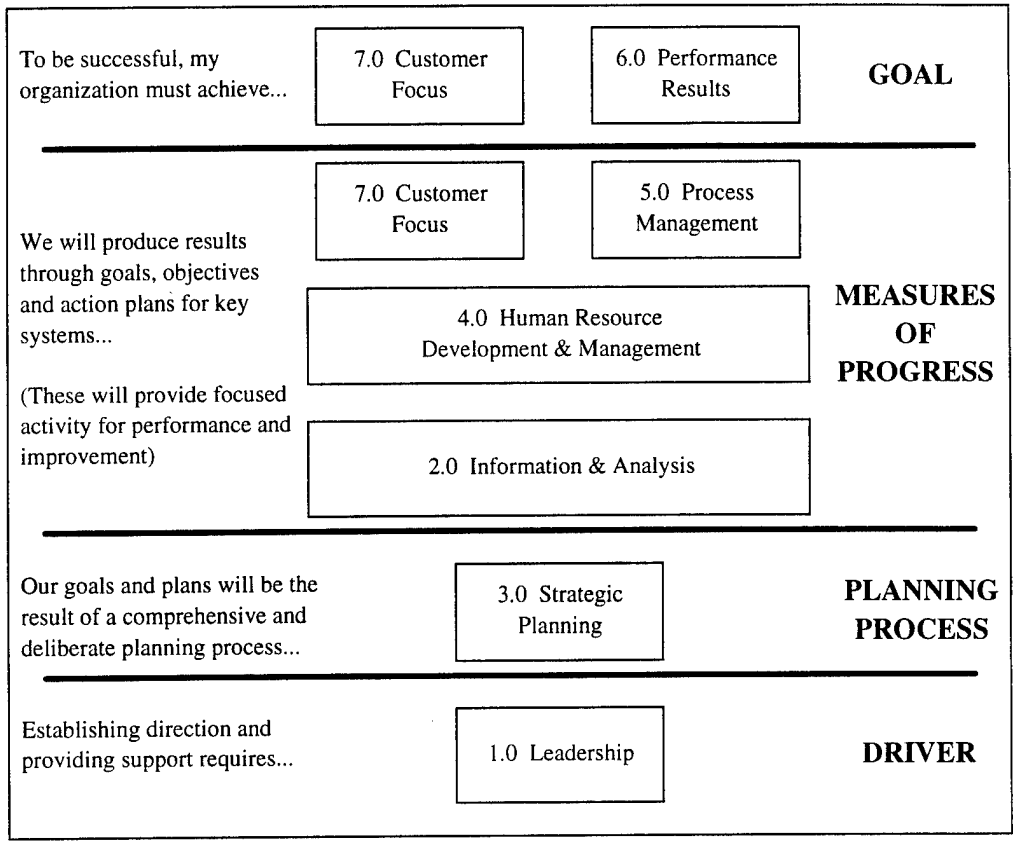 To be successful, my
organization must achieve...
7.0 Customer
Focus
6.0 Performance
Results
GOAL
7.0 Customer
Focus
5.0 Process
Management
We will produce results
through goals, objectives
and action plans for key
systems...
(These will provide focused
activity for performance and
improvement)
4.0 Human Resource
Development & Management
2.0 Information & Analysis
MEASURES
OF
PROGRESS
Our goals and plans will be the
result of a comprehensive and
deliberate planning process...
3.0 Strategic
Planning
PLANNING
PROCESS
Establishing direction and
providing support requires...
1.0 Leadership
DRIVER